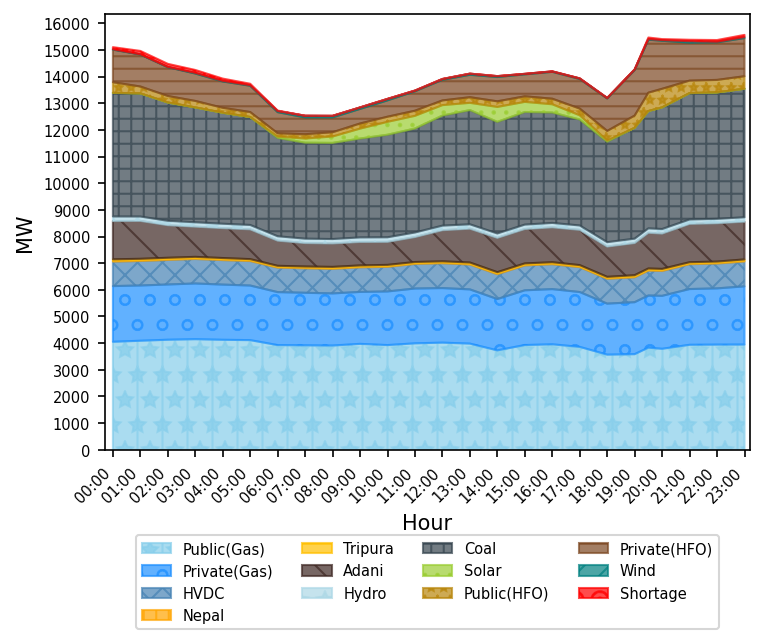 16000
15000
14000
13000
12000
11000
10000
9000
8000
7000
6000
5000
4000
3000
2000
1000
0
MW
00:00 01:00 02:00 03:00 04:00 05:00 06:00 07:00 08:00 09:00 10:00 11:00 12:00 13:00 14:00 15:00 16:00 17:00 18:00 19:00 20:00 21:00 22:00 23:00
Hour
Public(Gas) Tripura Coal Private(HFO)
Private(Gas) Adani Solar Wind
HVDC Hydro Public(HFO) Shortage
Nepal